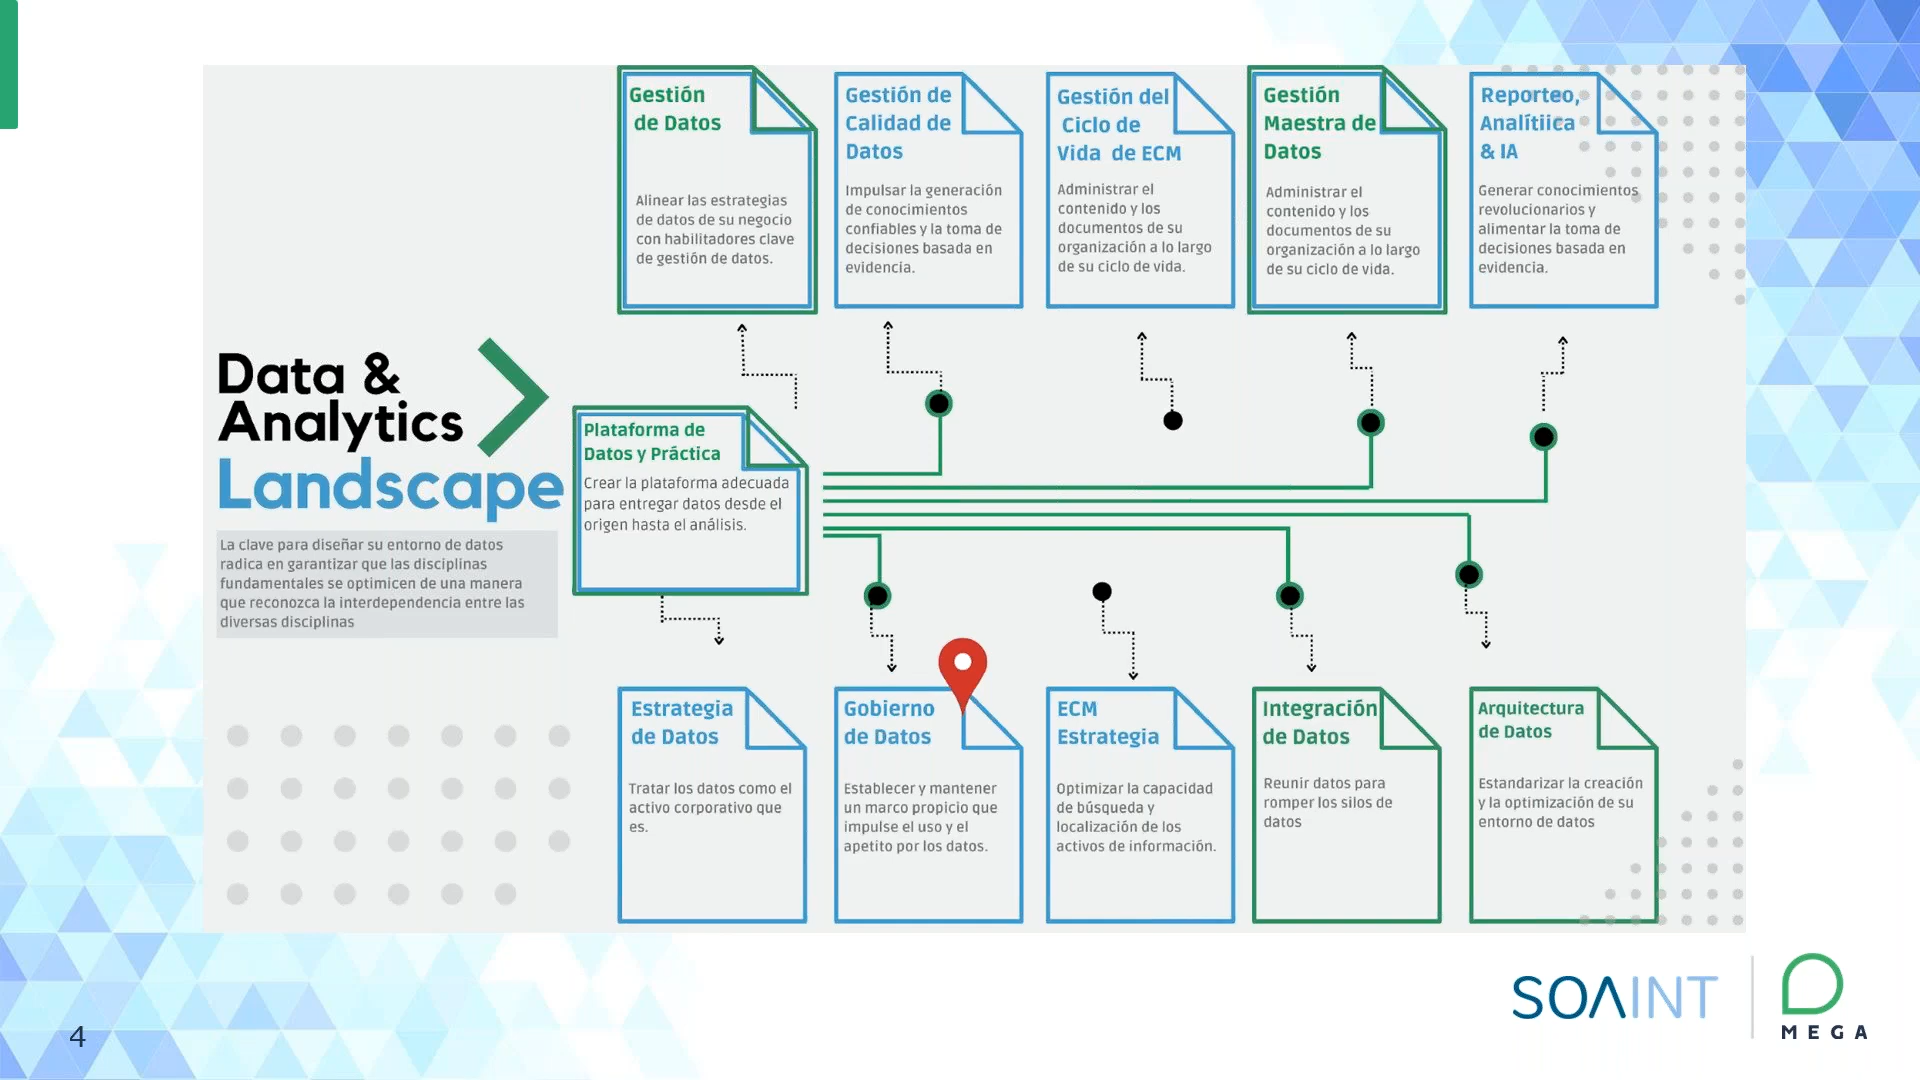 Data &
Analytics
Landscape
La clave para diseñar su entorno de datos
radica en garantizar que las disciplinas
fundamentales se optimicen de una manera
que reconozca la interdependencia entre las
diversas disciplinas
Gestión
de Datos
Alinear las estrategias
de datos de su negocio
con habilitadores clave
de gestión de datos.
Gestión de
Calidad de
Datos
Impulsar la generación
de conocimientos
confiables y la toma de
decisiones basada en
evidencia.
Gestión del
Ciclo de
Vida de ECM
Administrar el
contenido y los
documentos de su
organización a lo largo
de su ciclo de vida.
Gestión
Maestra de
Datos
Administrar el
contenido y los
documentos de su
organización a lo largo
de su ciclo de vida.
Reporteo,
Analítiica
& IA
Generar conocimientos
revolucionarios y
alimentar la toma de
decisiones basada en
evidencia.
Plataforma de
Datos y Práctica
Crear la plataforma adecuada
para entregar datos desde el
origen hasta el análisis.
Estrategia
de Datos
Tratar los datos como el
activo corporativo que
es.
Gobierno
de Datos
Establecer y mantener
un marco propicio que
impulse el uso y el
apetito por los datos.
ECM
Estrategia
Optimizar la capacidad
de búsqueda y
localización de los
activos de información.
Integración
de Datos
Reunir datos para
romper los silos de
datos
Arquitectura
de Datos
Estandarizar la creación
y la optimización de su
entorno de datos
4
SOAINT
MEGA